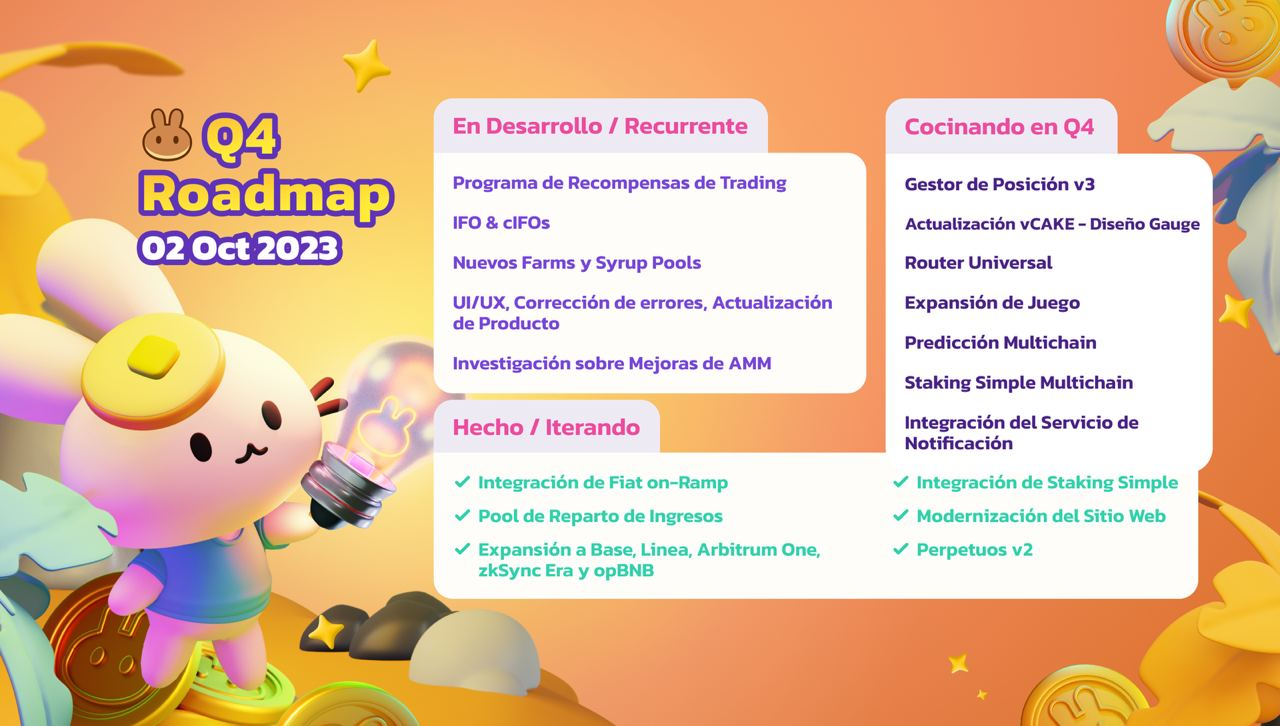 Q4
Roadmap
02 Oct 2023
En Desarrollo / Recurrente
Programa de Recompensas de Trading
IFO & cIFOs
Nuevos Farms y Syrup Pools
UI/UX, Corrección de errores, Actualización
de Producto
Investigación sobre Mejoras de AMM
Cocinando en Q4
Gestor de Posición v3
Actualización vCAKE - Diseño Gauge
Router Universal
Expansión de Juego
Predicción Multichain
Staking Simple Multichain
Integración del Servicio de
Notificación
Hecho / Iterando
Integración de Fiat on-Ramp
Pool de Reparto de Ingresos
Expansión a Base, Linea, Arbitrum One,
zkSync Era y opBNB
Integración de Staking Simple
Modernización del Sitio Web
Perpetuos v2